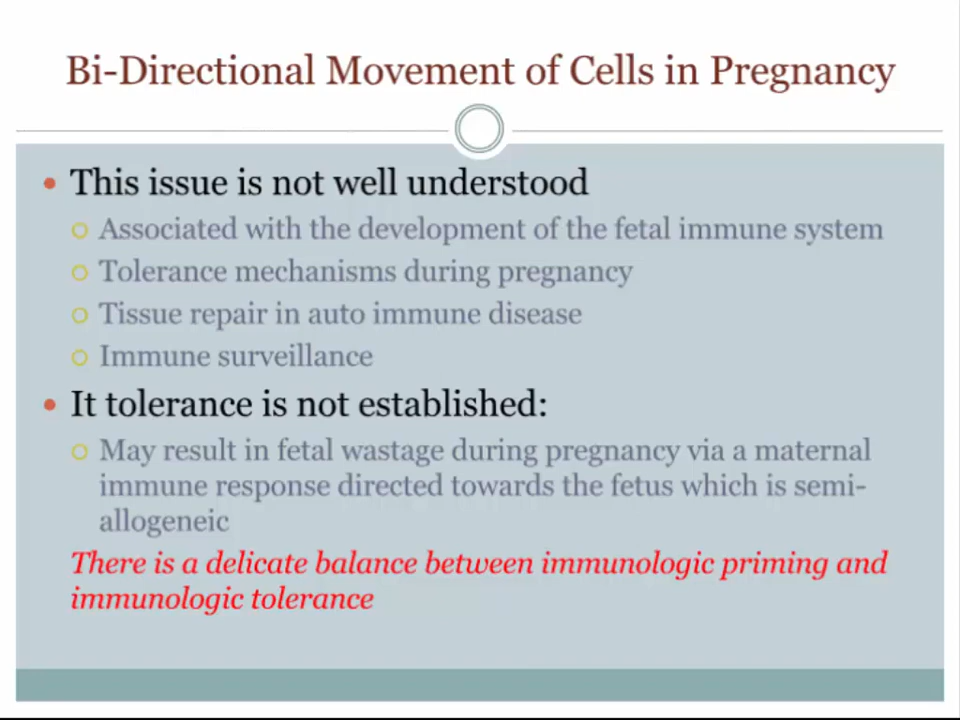 Bi-Directional Movement of Cells in Pregnancy
• This issue is not well understood
○ Associated with the development of the fetal immune system
○ Tolerance mechanisms during pregnancy
○ Tissue repair in auto immune disease
○ Immune surveillance
• It tolerance is not established:
○ May result in fetal wastage during pregnancy via a maternal
immune response directed towards the fetus which is semi-
allogeneic
There is a delicate balance between immunologic priming and
immunologic tolerance